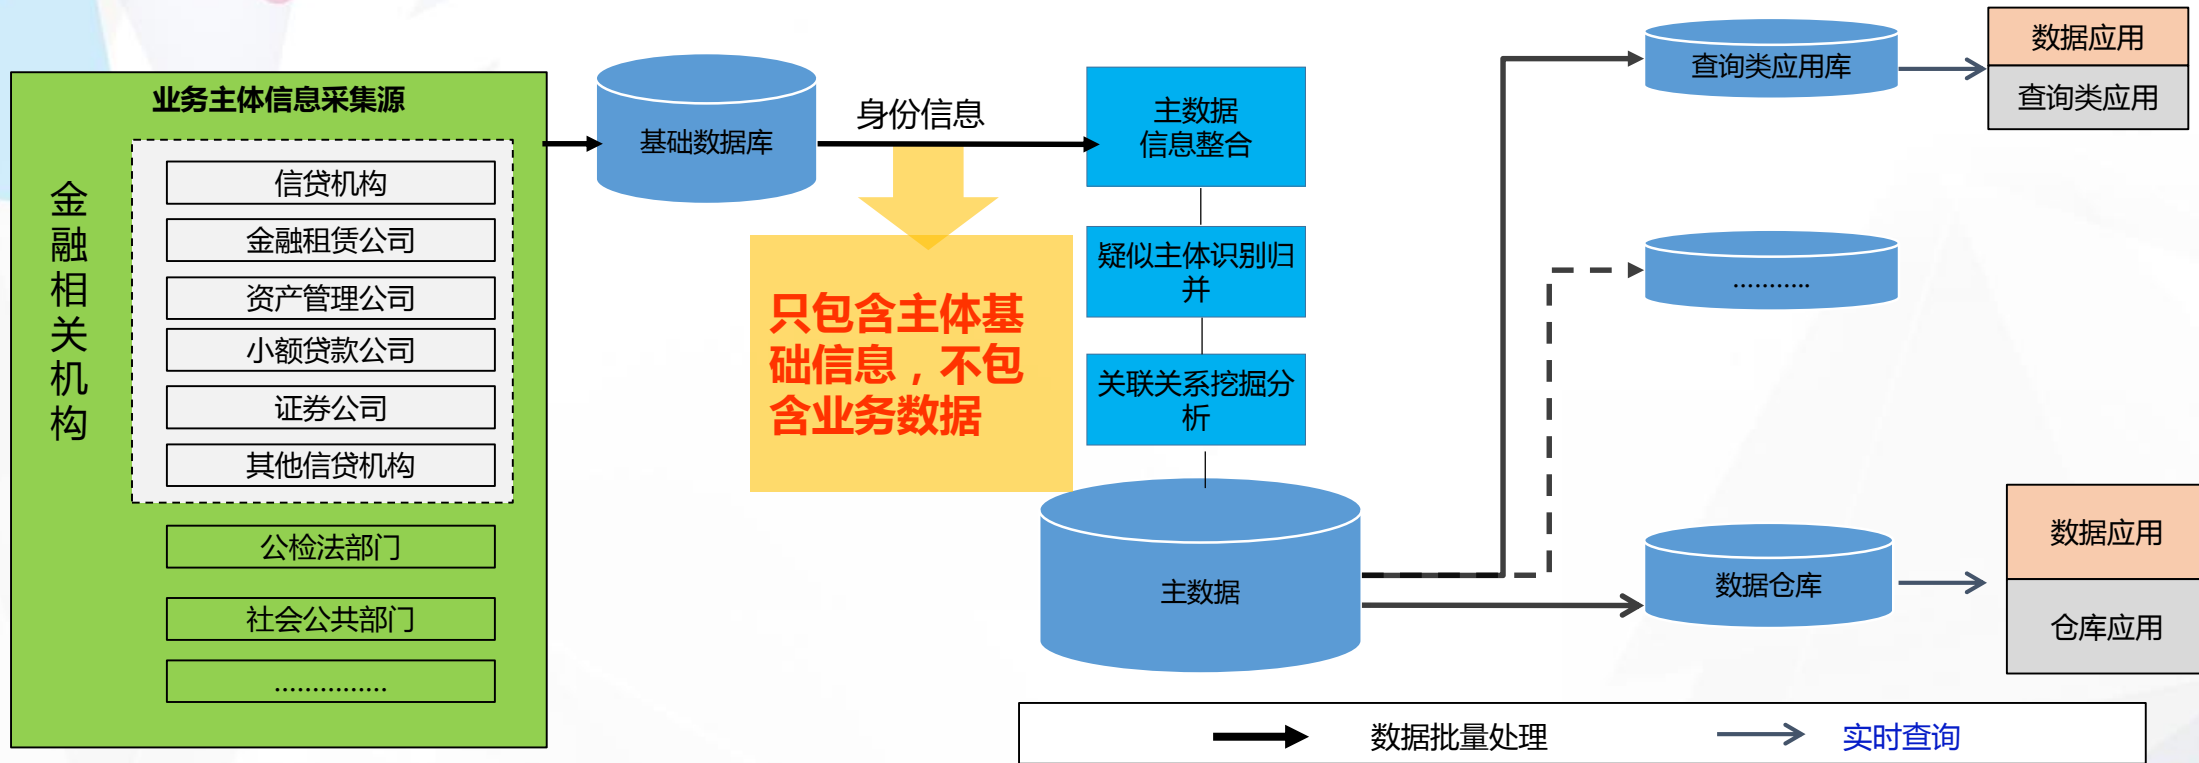 业务主体信息采集源
金融相关机构
信贷机构
金融租赁公司
资产管理公司
小额贷款公司
证券公司
其他信贷机构
公检法部门
社会公共部门
...............
基础数据库
身份信息
只包含主体基
础信息，不包
含业务数据
主数据
信息整合
疑似主体识别归
并
关联关系挖掘分
析
主数据
查询类应用库
...........
数据仓库
数据应用
查询类应用
数据应用
仓库应用
数据批量处理
实时查询